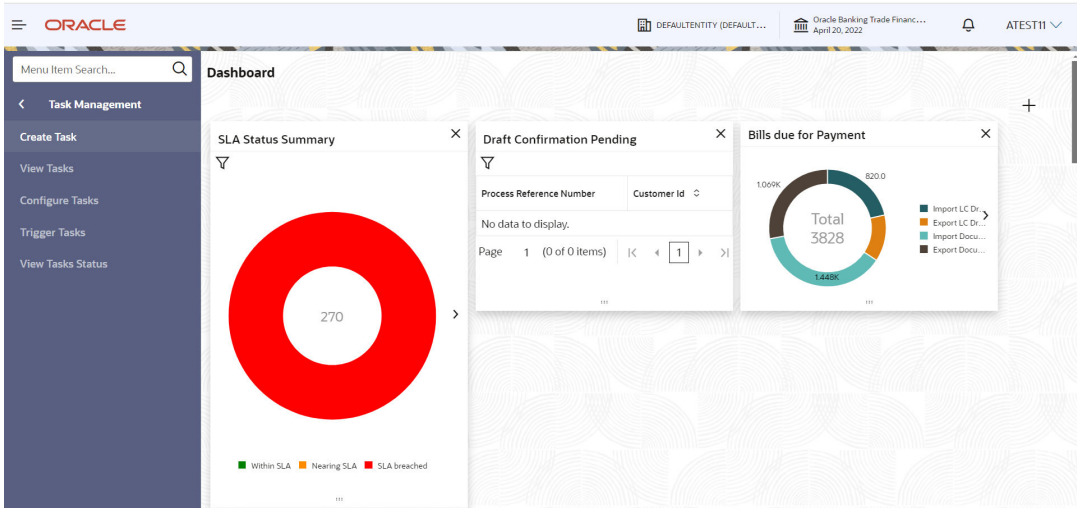 ORACLE
DEFAULTENTITY (DEFAULT...
Oracle Banking Trade Financ...
April 20, 2022
ATEST11
Menu Item Search...
Task Management
Create Task
View Tasks
Configure Tasks
Trigger Tasks
View Tasks Status
Dashboard
SLA Status Summary
270
Within SLA
Nearing SLA
SLA breached
Draft Confirmation Pending
Process Reference Number
Customer Id
No data to display.
Page 1 (0 of 0 items)
1
Bills due for Payment
1.069K
820.0
Total
3828
1.448K
Import LC Dr...
Export LC Dr...
Import Docu...
Export Docu...